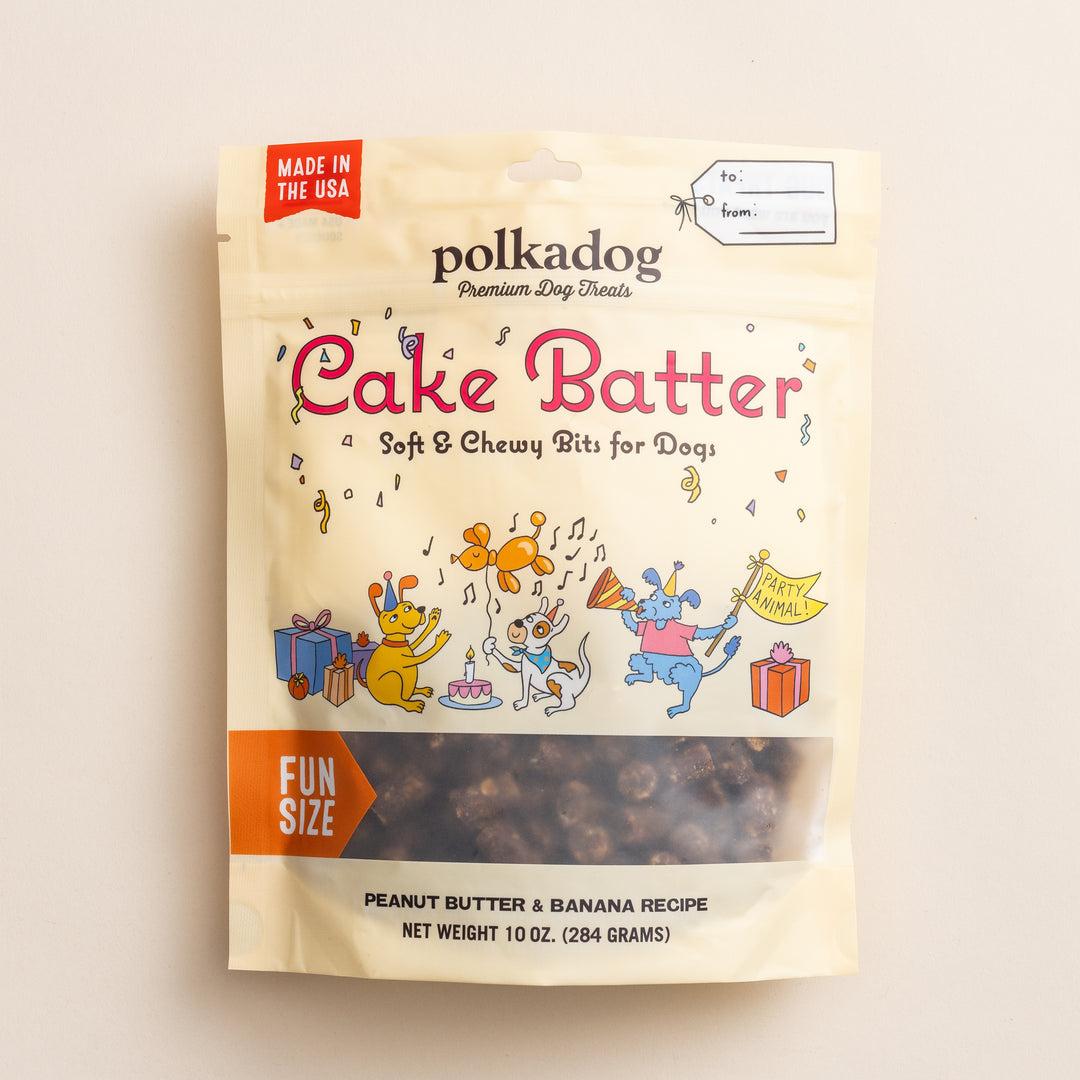 MADE IN
THE USA
to:
from:
polkadog
Premium Dog Treats
Cake Batter
Soft & Chewy Bits for Dogs
PARTY
ANIMAL!
FUN
SIZE
PEANUT BUTTER & BANANA RECIPE
NET WEIGHT 10 OZ. (284 GRAMS)